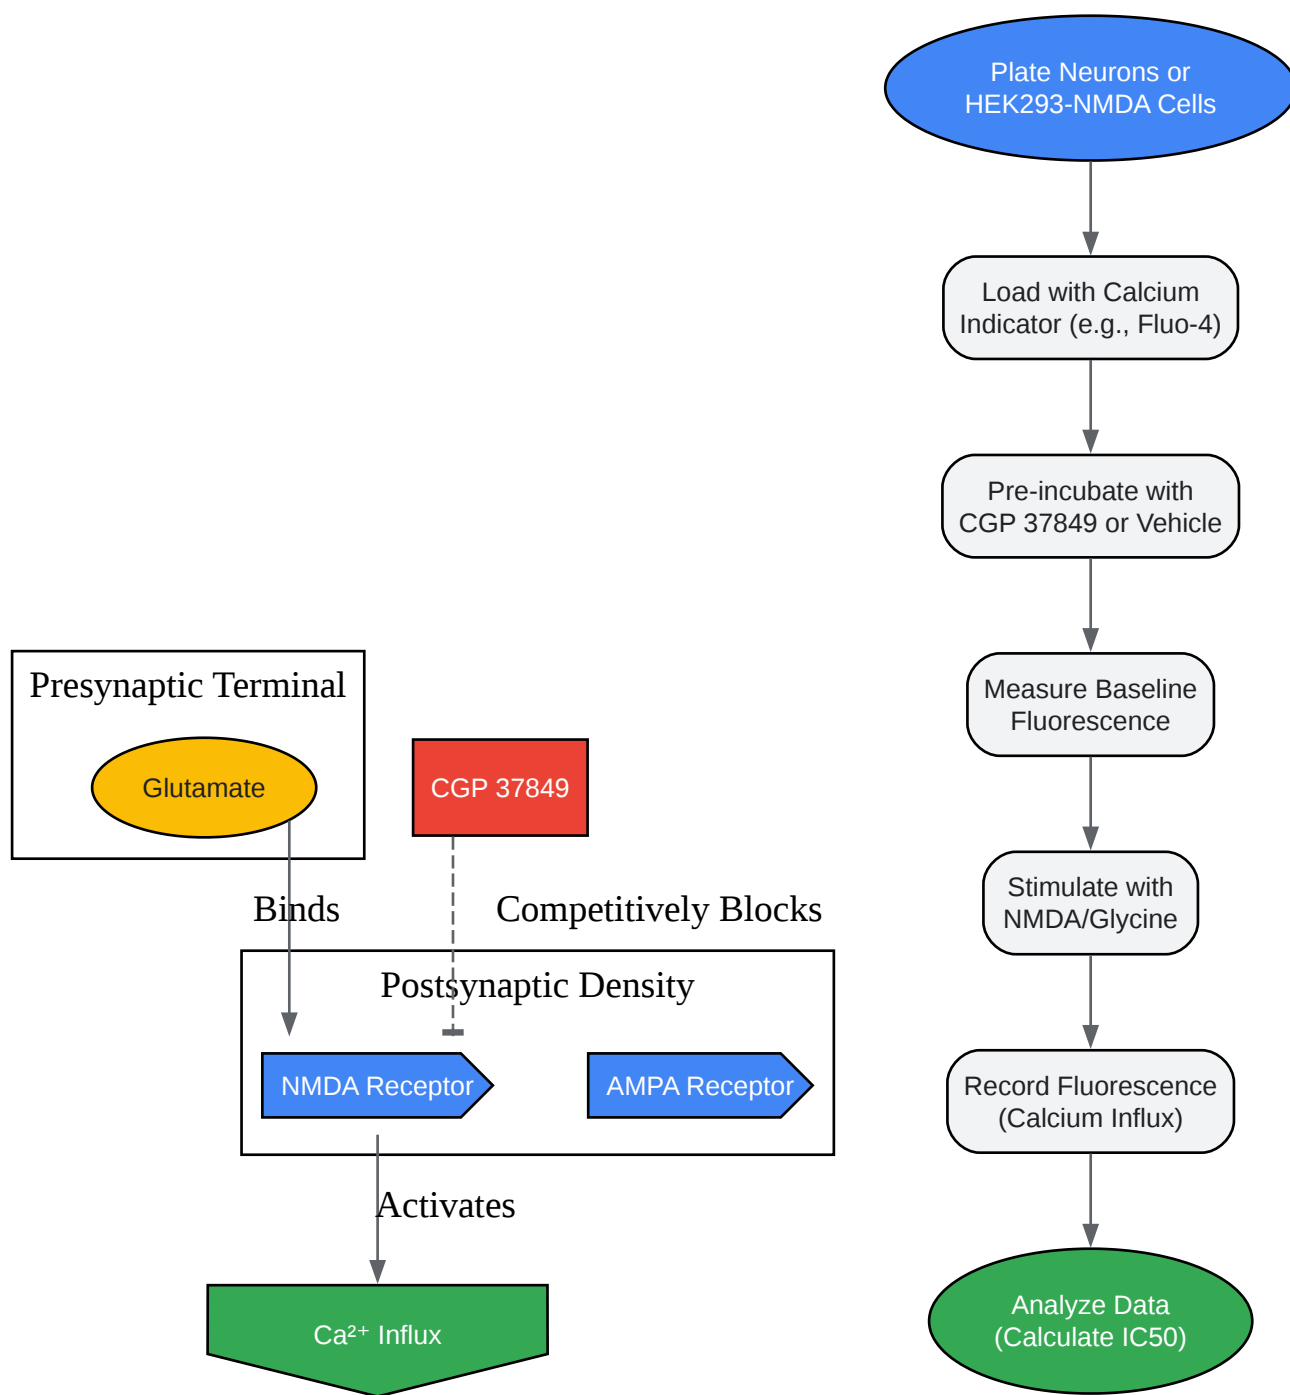 Presynaptic Terminal
Glutamate
CGP 37849
Binds
Competitively Blocks
Postsynaptic Density
NMDA Receptor
AMPA Receptor
Activates
Ca²⁺ Influx
Plate Neurons or
HEK293-NMDA Cells
Load with Calcium
Indicator (e.g., Fluo-4)
Pre-incubate with
CGP 37849 or Vehicle
Measure Baseline
Fluorescence
Stimulate with
NMDA/Glycine
Record Fluorescence
(Calcium Influx)
Analyze Data
(Calculate IC50)